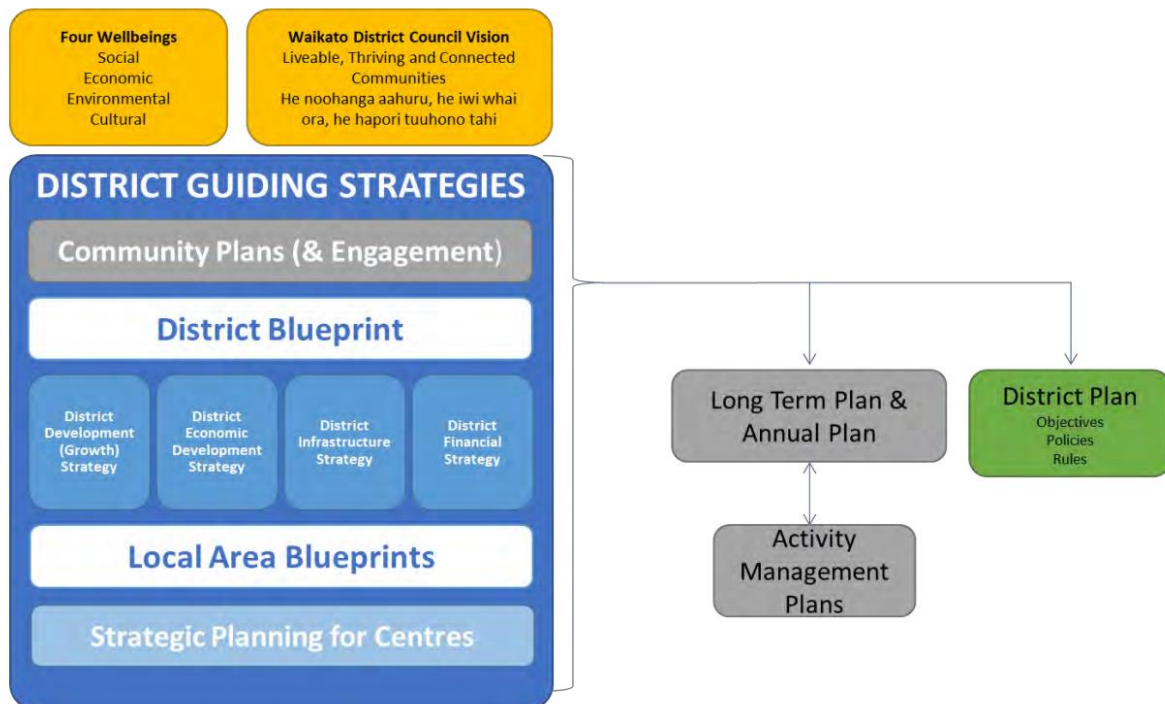 Four Wellbeings
Social
Economic
Environmental
Cultural
Waikato District Council Vision
Liveable, Thriving and Connected
Communities
He noohanga aahuru, he iwi whai
ora, he hapori tuuhono tahi
DISTRICT GUIDING STRATEGIES
Community Plans (& Engagement)
District Blueprint
District
Development
(Growth)
Strategy
District
Economic
Development
Strategy
District
Infrastructure
Strategy
District
Financial
Strategy
Local Area Blueprints
Strategic Planning for Centres
Long Term Plan &
Annual Plan
District Plan
Objectives
Policies
Rules
Activity
Management
Plans